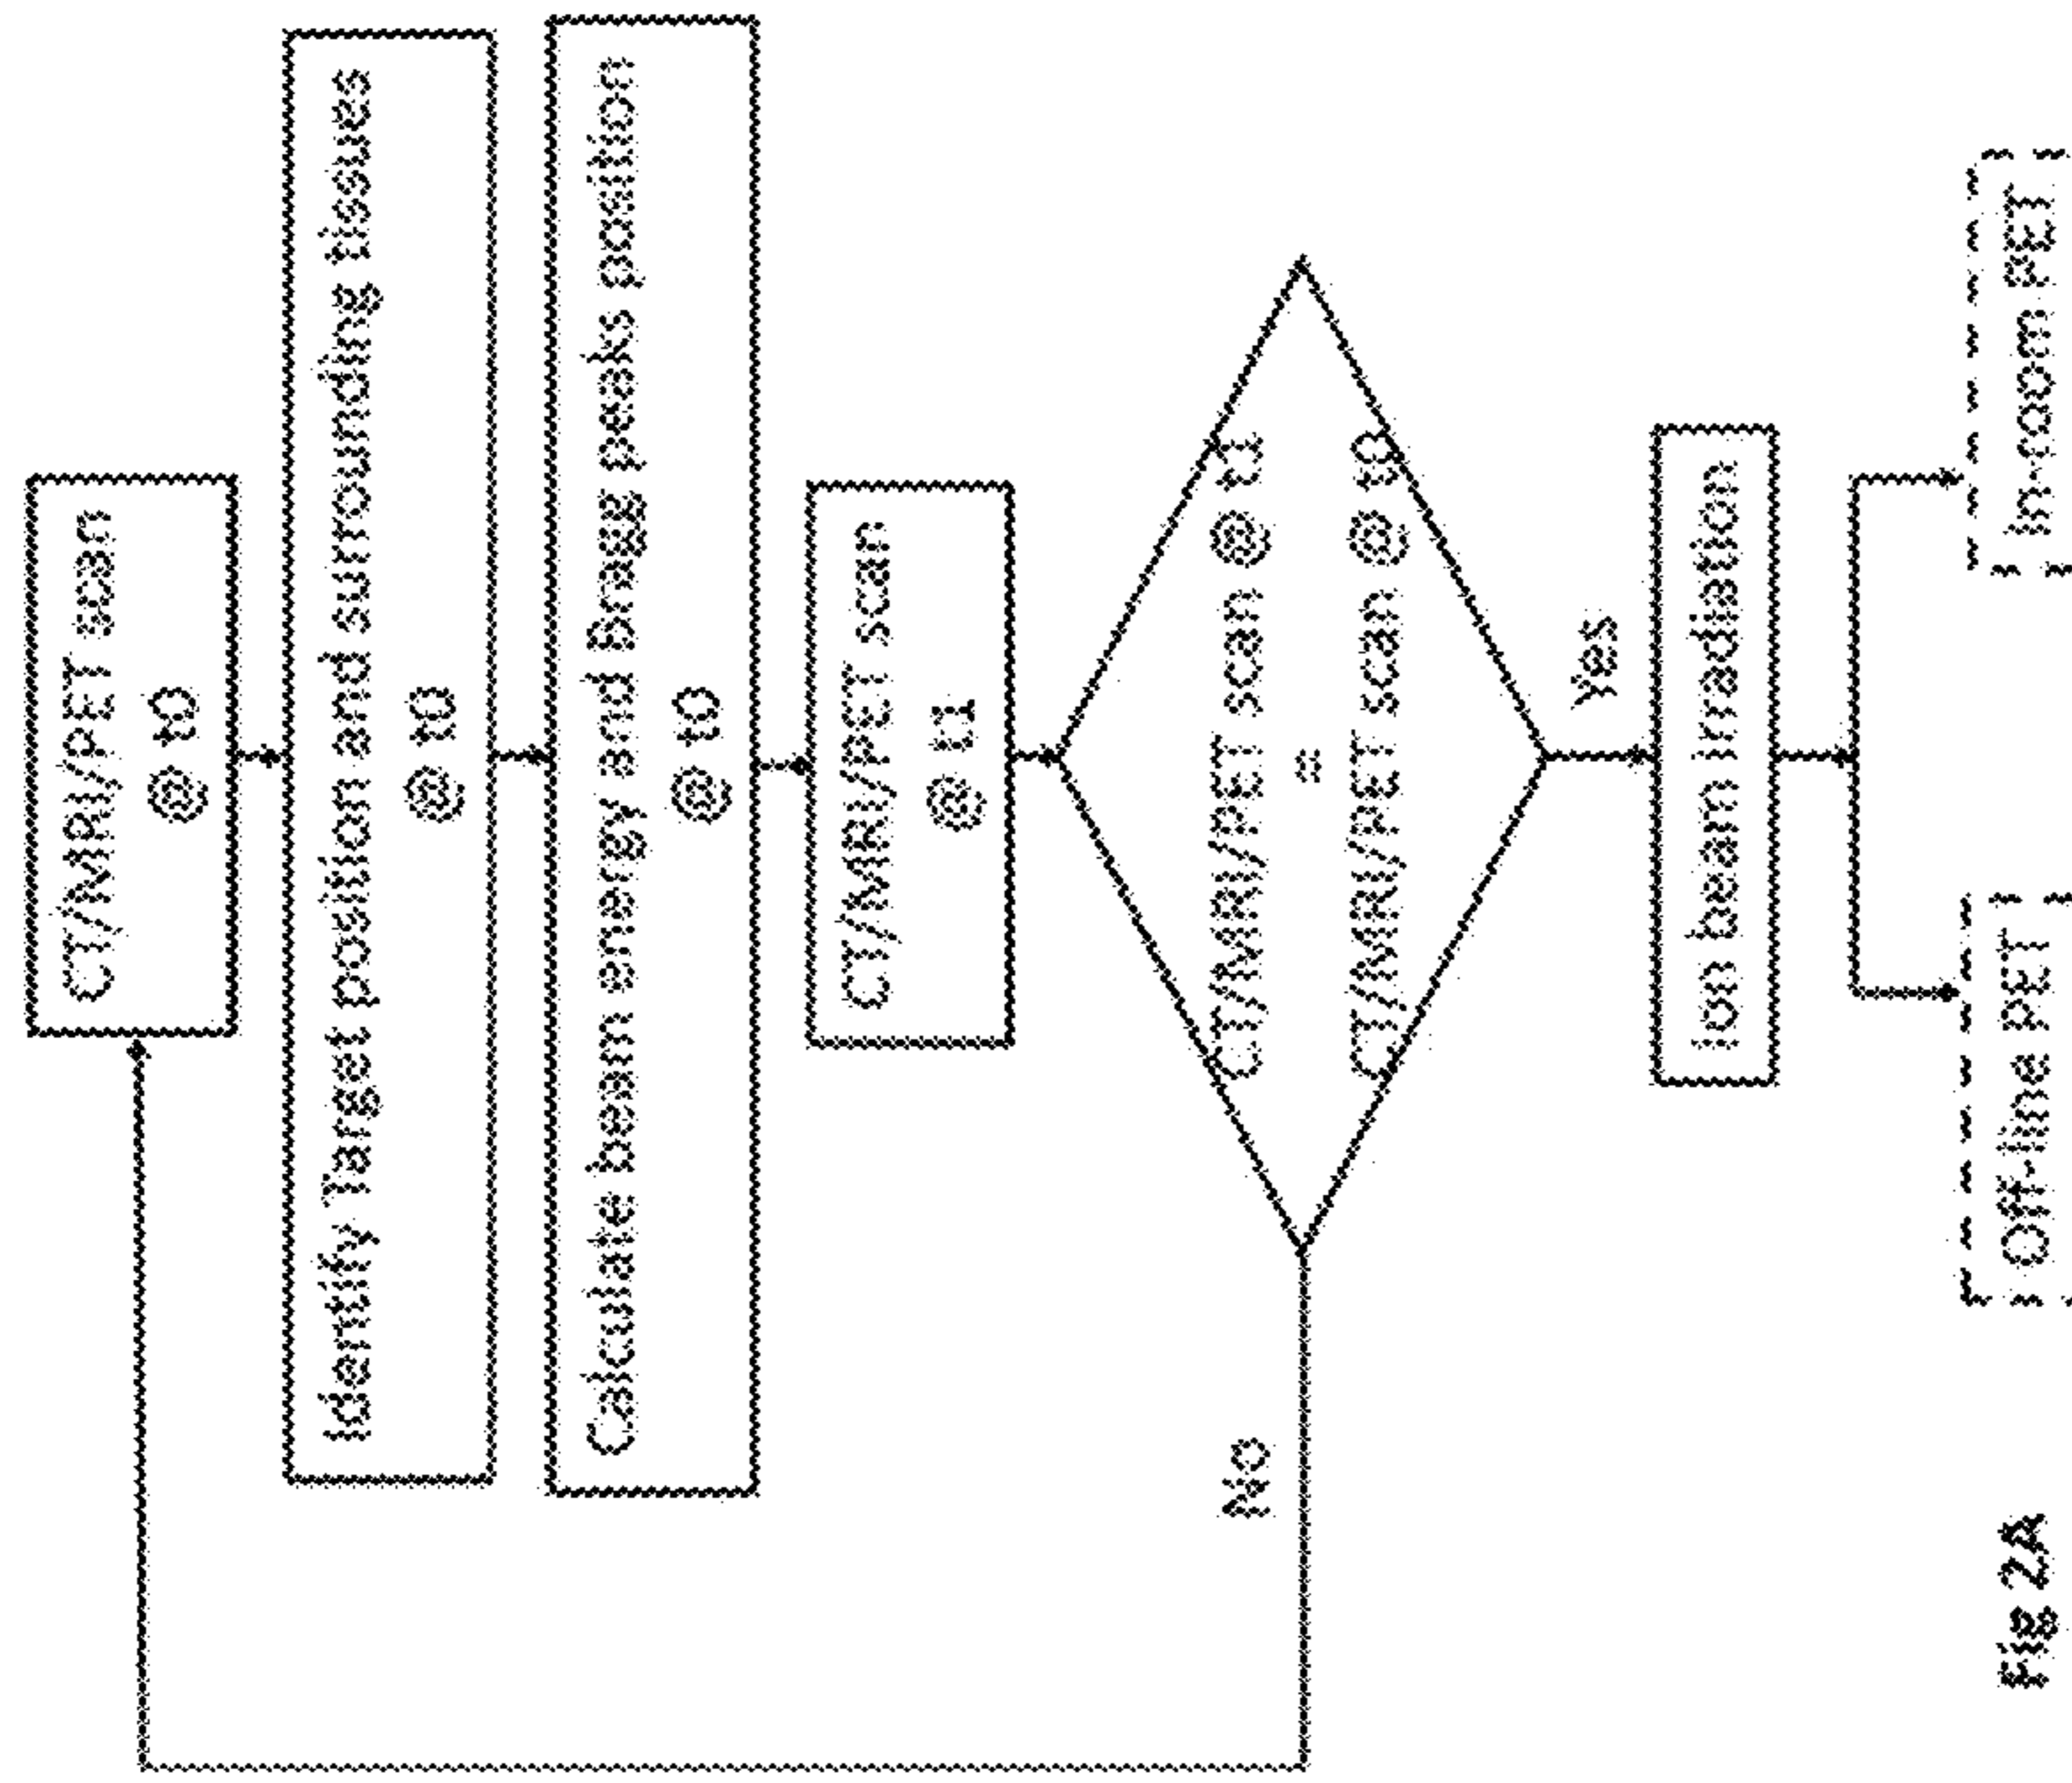 CT/MRI/PET scan
@ t0
Identify Target position and surrounding tissues
@ t0
Calculate beam energy and Bragg peaks position
@ t0
CT/MRI/PET scan
@ t1
CT/MRI/PET scan @ t1
=
CT/MRI/PET scan @ t0
No
yes
Ion beam irradiation
Off-line PET
In-room PET
Fig 2A